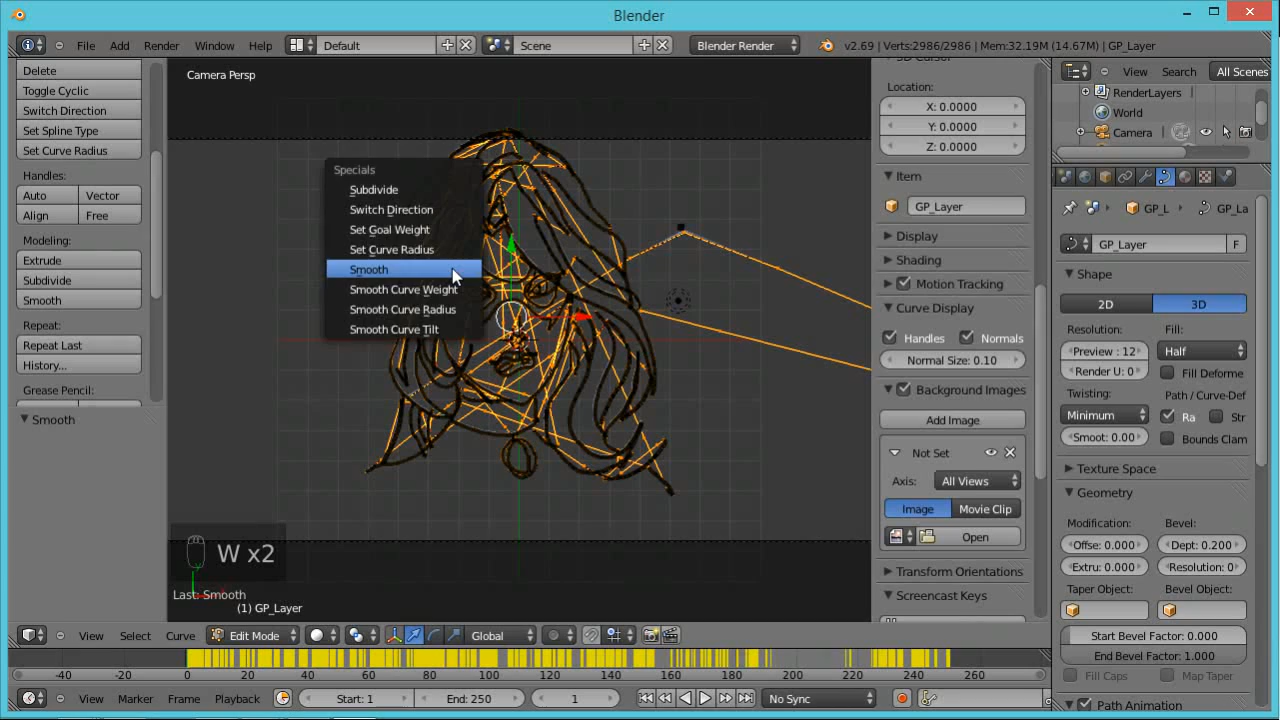 Blender
File Add Render Window Help Default Scene Blender Render v2.69 | Verts:2986/2986 | Mem:32.19M (14.67M) | GP_Layer
Delete
Toggle Cyclic
Switch Direction
Set Spline Type
Set Curve Radius
Handles:
Auto Vector
Align Free
Modeling:
Extrude
Subdivide
Smooth
Repeat:
Repeat Last
History...
Grease Pencil:
Smooth
Camera Persp
Specials
Subdivide
Switch Direction
Set Goal Weight
Set Curve Radius
Smooth
Smooth Curve Weight
Smooth Curve Radius
Smooth Curve Tilt
W x2
Last: Smooth
(1) GP_Layer
Location:
X: 0.0000
Y: 0.0000
Z: 0.0000
Item
GP_Layer
Display
Shading
Motion Tracking
Curve Display
Handles Normals
Normal Size: 0.10
Background Images
Add Image
Not Set
Axis: All Views
Image Movie Clip
Open
Transform Orientations
Screencast Keys
View Search All Scenes
RenderLayers
World
Camera
GP_L GP_La
GP_Layer F
Shape
2D 3D
Resolution: Fill:
Preview : 12 Half
Render U: 0 Fill Deforme
Twisting: Path / Curve-Def
Minimum Ra Str
Smoot: 0.00 Bounds Clam
Texture Space
Geometry
Modification: Bevel:
Offse: 0.000 Dept: 0.200
Extru: 0.000 Resolution: 0
Taper Object: Bevel Object:
Start Bevel Factor: 0.000
End Bevel Factor: 1.000
Fill Caps Map Taper
Path Animation
View Select Curve Edit Mode Global
-40 -20 0 20 40 60 80 100 120 140 160 180 200 220 240 260
View Marker Frame Playback Start: 1 End: 250 1 No Sync